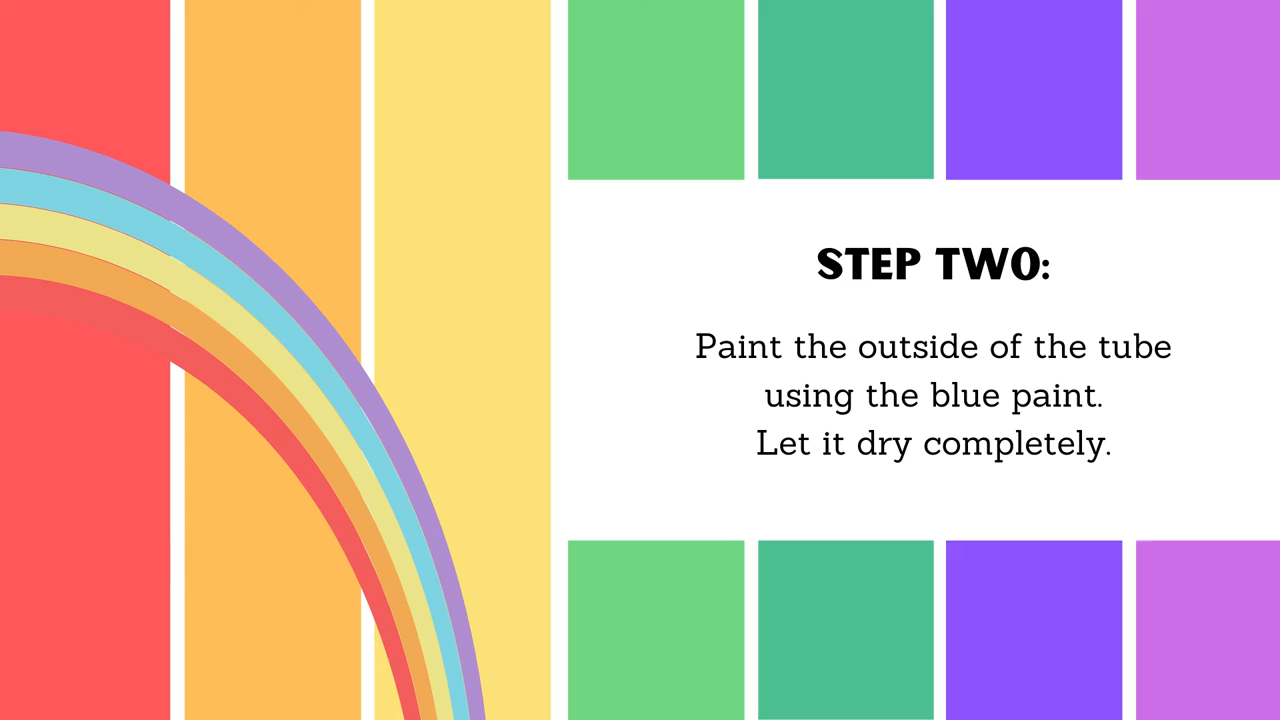 STEP TWO:
Paint the outside of the tube
using the blue paint.
Let it dry completely.